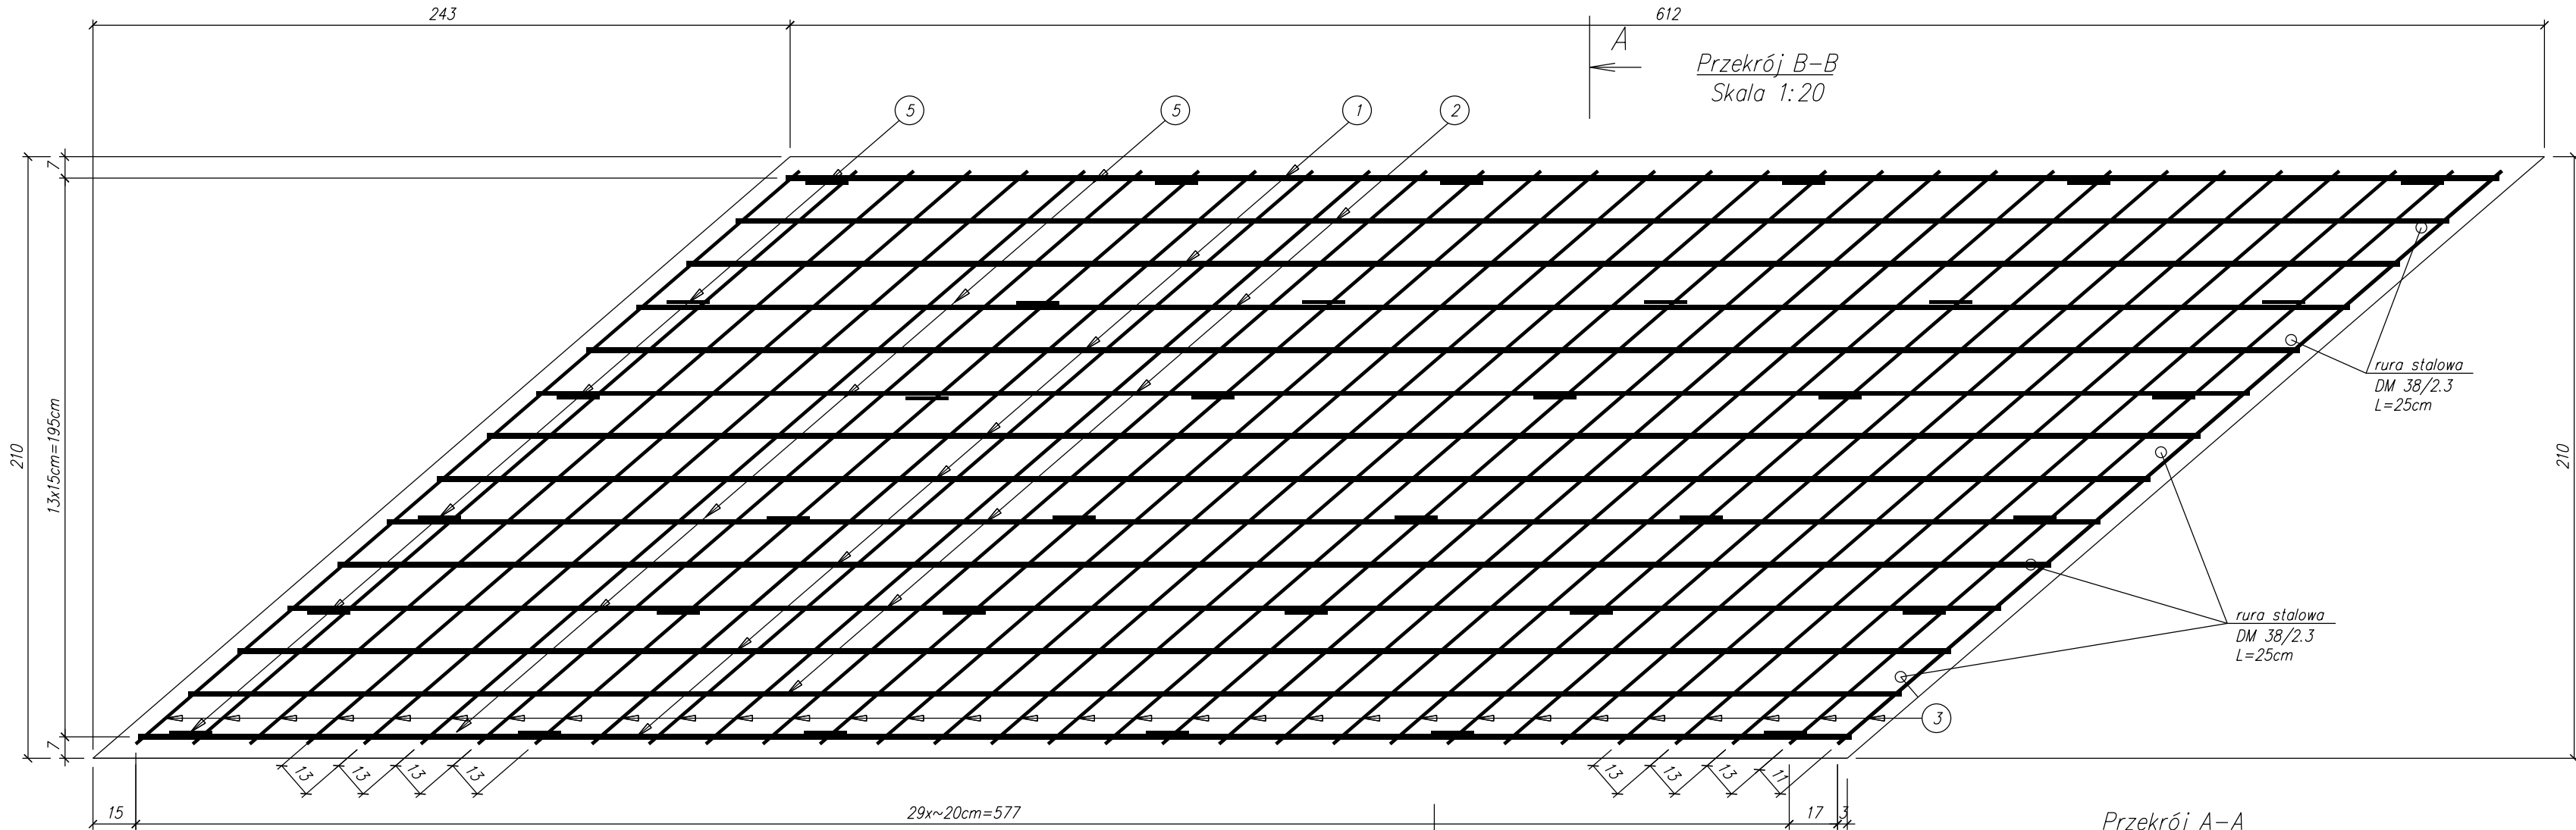 243
612
A
Przekrój B-B
Skala 1:20
5
5
1
2
7
210
13x15cm=195cm
210
rura stalowa
DM 38/2.3
L=25cm
rura stalowa
DM 38/2.3
L=25cm
3
7
13
13
13
13
13
13
13
11
15
29x~20cm=577
17
3
Przekrój A-A